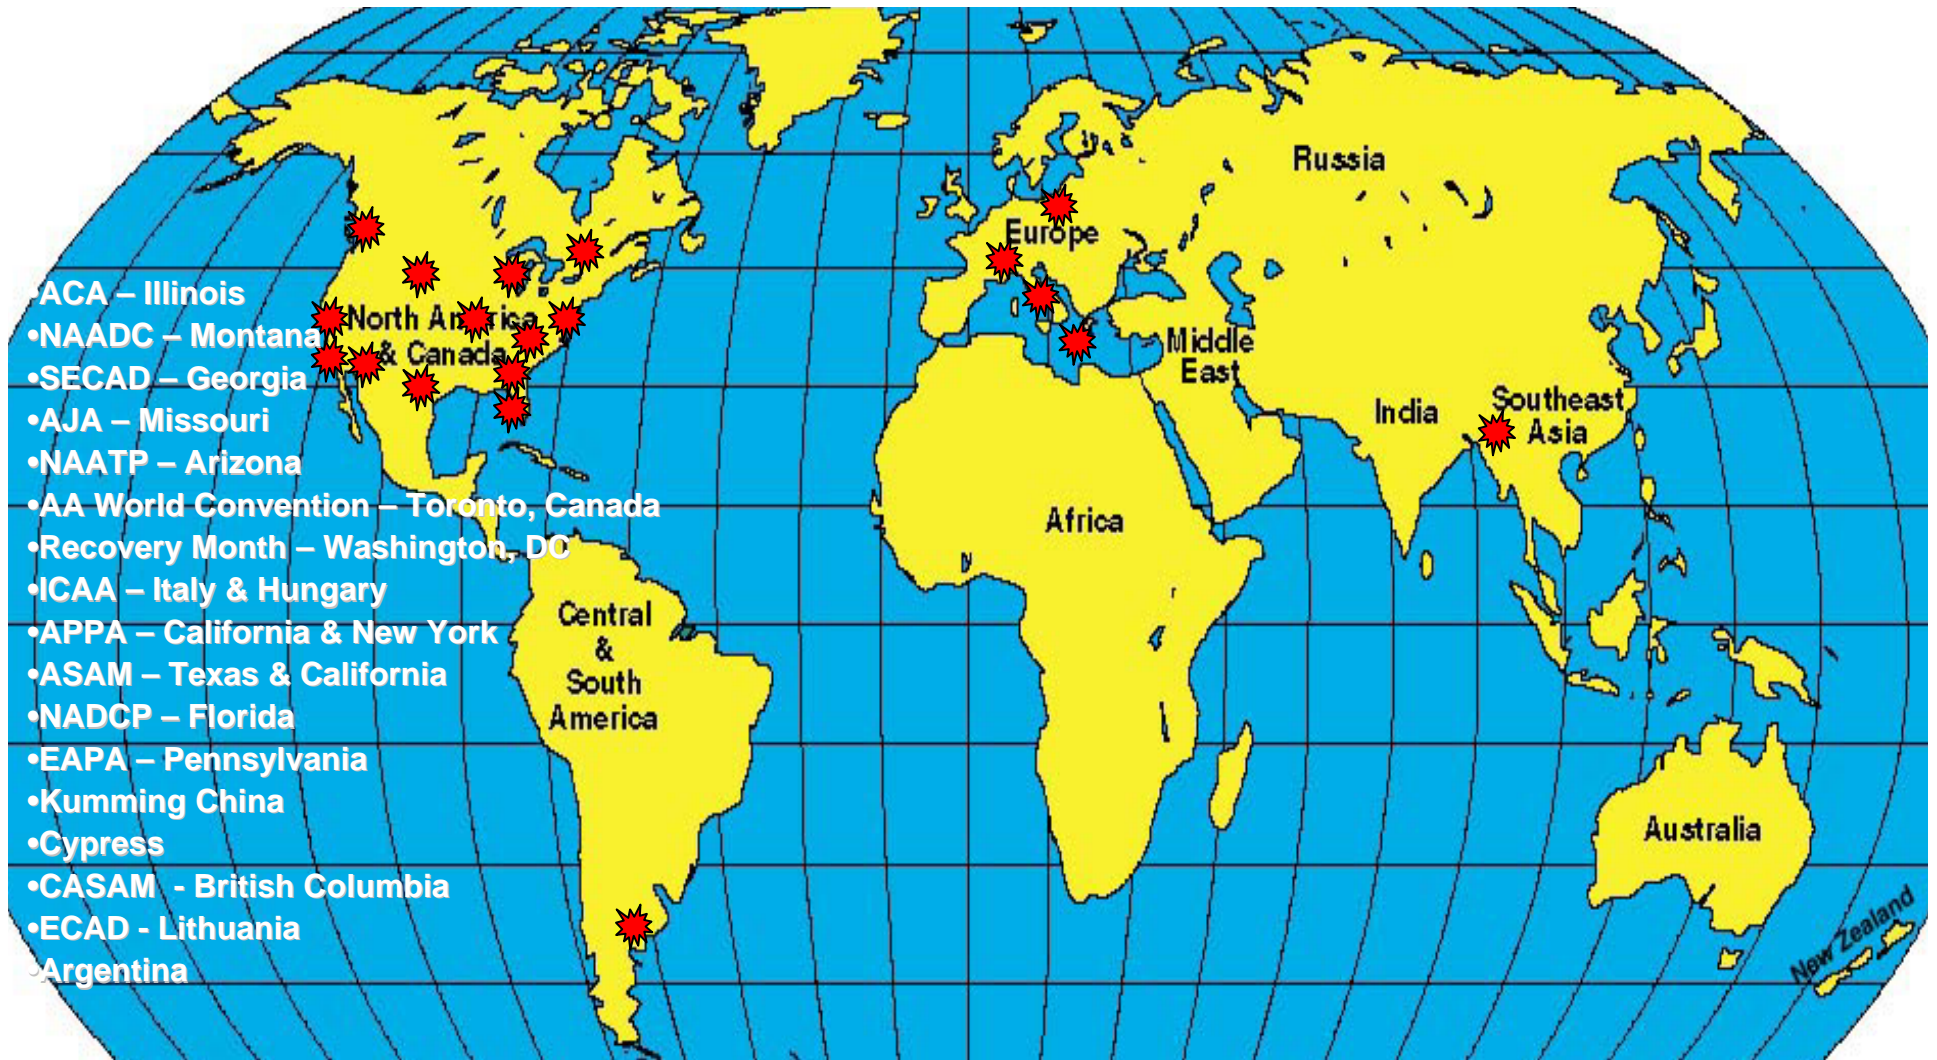 •ACA – Illinois
•NAADC – Montana
•SECAD – Georgia
•AJA – Missouri
•NAATP – Arizona
•AA World Convention – Toronto, Canada
•Recovery Month – Washington, DC
•ICAA – Italy & Hungary
•APPA – California & New York
•ASAM – Texas & California
•NADCP – Florida
•EAPA – Pennsylvania
•Kumming China
•Cypress
•CASAM - British Columbia
•ECAD - Lithuania
•Argentina
North America
& Canada
Central
&
South
America
Europe
Russia
Middle
East
India
Southeast
Asia
Africa
Australia
New Zealand